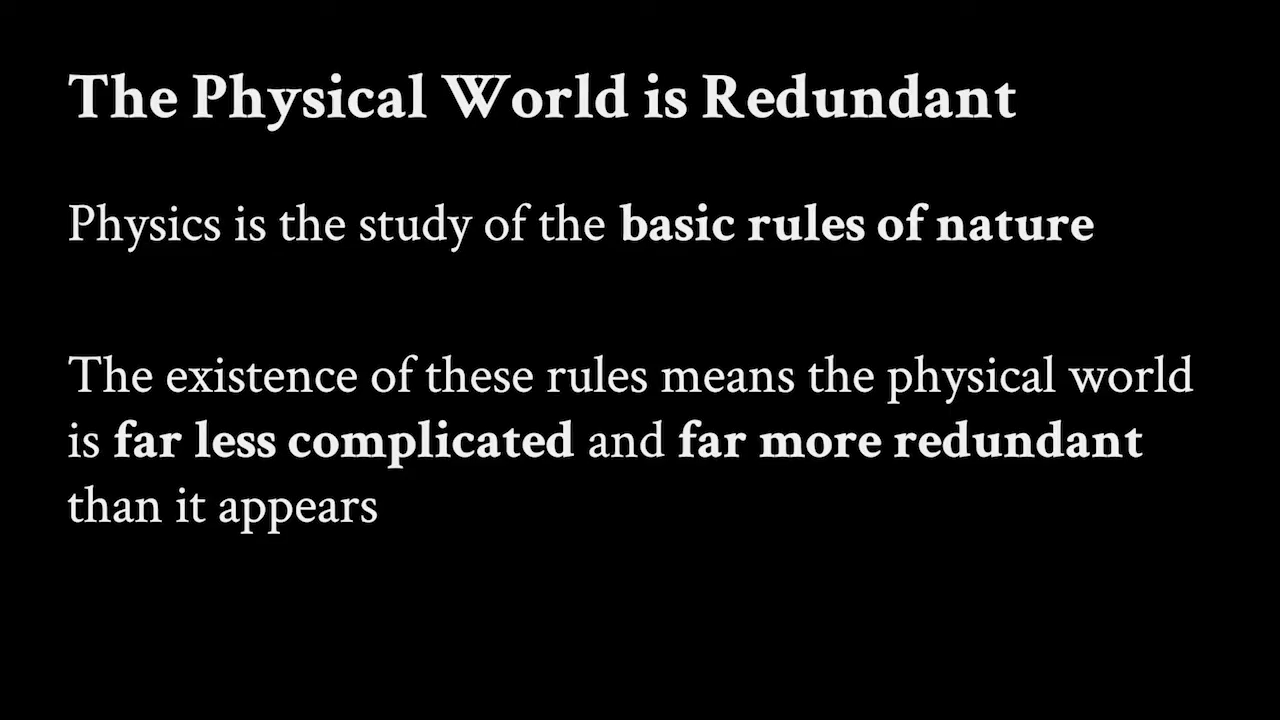 The Physical World is Redundant
Physics is the study of the basic rules of nature
The existence of these rules means the physical world
is far less complicated and far more redundant
than it appears